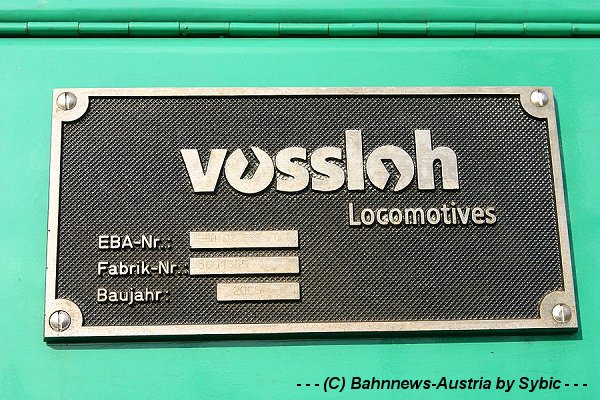 vossloh
Locomotives
EBA-Nr.:
Fabrik-Nr.:
Baujahr:
- - - (C) Bahnnews-Austria by Sybic - - -